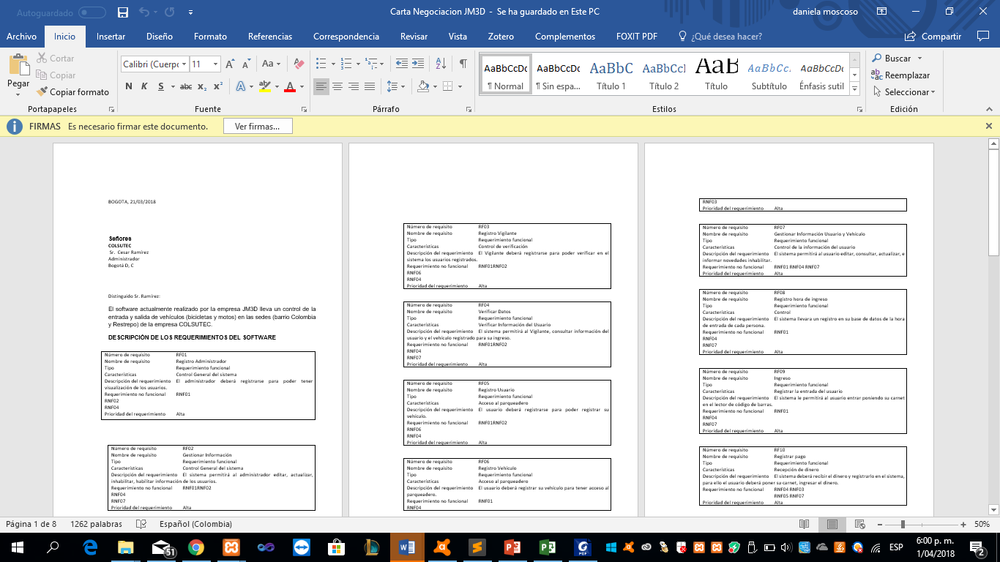 Autoguardado
Carta Negociacion JM3D - Se ha guardado en Este PC
daniela moscoso
Archivo Inicio Insertar Diseño Formato Referencias Correspondencia Revisar Vista Zotero Complementos FOXIT PDF ¿Qué desea hacer? Compartir
Pegar
Cortar
Copiar
Copiar formato
Portapapeles
Calibri (Cuerpo 11
N K S abc x₂ x²
Fuente
Párrafo
AaBbCcDc AaBbCcDc AaBbC AaBbCcI AaB AaBbCc. AaBbCcDc
¶ Normal ¶ Sin espa... Título 1 Título 2 Título Subtítulo Énfasis sutil
Estilos
Buscar
Reemplazar
Seleccionar
Edición
FIRMAS Es necesario firmar este documento. Ver firmas...
BOGOTA, 21/03/2018
Señores
COLSUTEC
Sr. Cesar Ramírez
Administrador
Bogotá D, C
Distinguido Sr. Ramírez:
El software actualmente realizado por la empresa JM3D lleva un control de la
entrada y salida de vehículos (bicicletas y motos) en las sedes (barrio Colombia
y Restrepo) de la empresa COLSUTEC.
DESCRIPCIÓN DE LOS REQUERIMIENTOS DEL SOFTWARE
Número de requisito RF01
Nombre de requisito Registro Administrador
Tipo Requerimiento funcional
Características Control General del sistema
Descripción del requerimiento El administrador deberá registrarse para poder tener
visualización de los usuarios.
Requerimiento no funcional RNF01
RNF02
RNF04
Prioridad del requerimiento Alta
Número de requisito RF02
Nombre de requisito Gestionar Información
Tipo Requerimiento funcional
Características Control General del sistema
Descripción del requerimiento El sistema permitirá al administrador editar, actualizar,
inhabilitar, habilitar información de los usuarios.
Requerimiento no funcional RNF01RNF02
RNF04
RNF07
Prioridad del requerimiento Alta
Número de requisito RF03
Nombre de requisito Registro Vigilante
Tipo Requerimiento funcional
Características Control de verificación
Descripción del requerimiento El Vigilante deberá registrarse para poder verificar en el
sistema los usuarios registrados.
Requerimiento no funcional RNF01RNF02
RNF06
RNF04
Prioridad del requerimiento Alta
Número de requisito RF04
Nombre de requisito Verificar Datos
Tipo Requerimiento funcional
Características Verificar Información del Usuario
Descripción del requerimiento El sistema permitirá al Vigilante, consultar información del
usuario y el vehículo registrado para su ingreso.
Requerimiento no funcional RNF01RNF02
RNF04
RNF07
Prioridad del requerimiento Alta
Número de requisito RF05
Nombre de requisito Registro Usuario
Tipo Requerimiento funcional
Características Acceso al parqueadero
Descripción del requerimiento El usuario deberá registrarse para poder registrar su
vehículo.
Requerimiento no funcional RNF01RNF02
RNF06
RNF04
Prioridad del requerimiento Alta
Número de requisito RF06
Nombre de requisito Registro Vehículo
Tipo Requerimiento funcional
Características Acceso al parqueadero
Descripción del requerimiento El usuario deberá registrar su vehículo para tener acceso al
parqueadero.
Requerimiento no funcional RNF01
RNF04
RNF03
Prioridad del requerimiento Alta
Número de requisito RF07
Nombre de requisito Gestionar Información Usuario y Vehículo
Tipo Requerimiento funcional
Características Control de la información del usuario
Descripción del requerimiento El sistema permitirá al usuario editar, consultar, actualizar, e
informar novedades inhabilitar.
Requerimiento no funcional RNF01 RNF04 RNF07
Prioridad del requerimiento Alta
Número de requisito RF08
Nombre de requisito Registro hora de ingreso
Tipo Requerimiento funcional
Características Control
Descripción del requerimiento El sistema llevara un registro en su base de datos de la hora
de entrada de cada persona.
Requerimiento no funcional RNF01
RNF04
RNF07
Prioridad del requerimiento Alta
Número de requisito RF09
Nombre de requisito Ingreso
Tipo Requerimiento funcional
Características Registrar la entrada del usuario
Descripción del requerimiento El sistema le permitirá al usuario entrar poniendo su carnet
en el lector de código de barras.
Requerimiento no funcional RNF01
RNF04
RNF07
Prioridad del requerimiento Alta
Número de requisito RF10
Nombre de requisito Registrar pago
Tipo Requerimiento funcional
Características Recepción de dinero
Descripción del requerimiento El sistema deberá recibir el dinero y registrarlo en el sistema,
para ello el usuario deberá poner su carnet, ingresar el dinero.
Requerimiento no funcional RNF04 RNF03
RNF05 RNF07
Prioridad del requerimiento Alta
Página 1 de 8 1262 palabras Español (Colombia) 50%
51
ESP
6:00 p. m.
1/04/2018
2